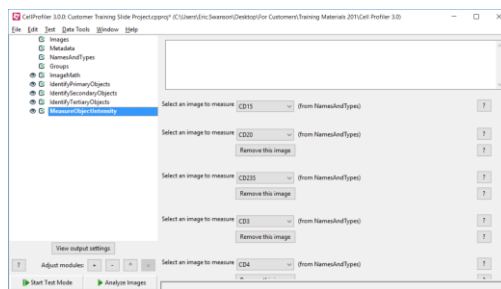 CellProfiler 3.0.0: Customer Training Slide Project.cpproj* (C:\Users\Eric.Swanson\Desktop\For Customers\Training Materials 201\Cell Profiler 3.0)
File Edit Test Data Tools Window Help
Images
Metadata
NamesAndTypes
Groups
ImageMath
IdentifyPrimaryObjects
IdentifySecondaryObjects
IdentifyTertiaryObjects
MeasureObjectIntensity
Select an image to measure CD15 (from NamesAndTypes) ?
Select an image to measure CD20 (from NamesAndTypes) ?
Remove this image ?
Select an image to measure CD235 (from NamesAndTypes) ?
Remove this image ?
Select an image to measure CD3 (from NamesAndTypes) ?
Remove this image ?
View output settings
? Adjust modules: + - ^
Select an image to measure CD4 (from NamesAndTypes) ?
Start Test Mode Analyze Images